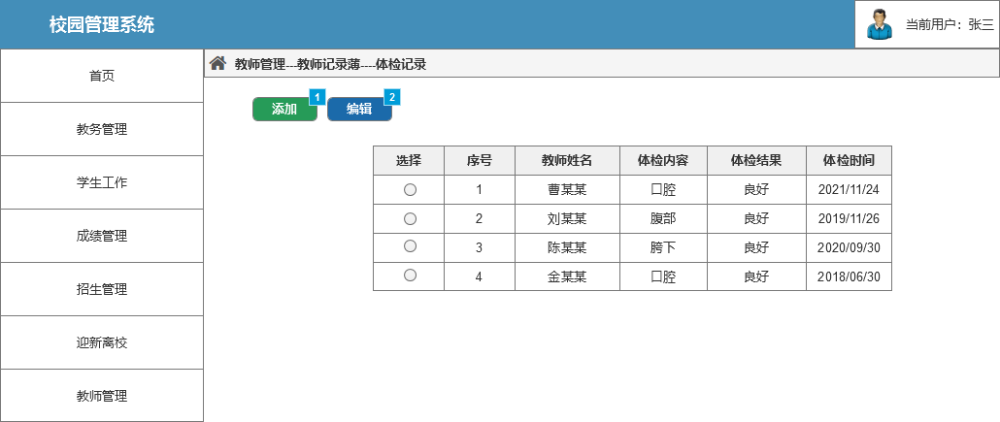 校园管理系统
当前用户：张三
首页
教务管理
学生工作
成绩管理
招生管理
迎新离校
教师管理
教师管理---教师记录薄----体检记录
添加 1 编辑 2
选择 序号 教师姓名 体检内容 体检结果 体检时间
1 曹某某 口腔 良好 2021/11/24
2 刘某某 腹部 良好 2019/11/26
3 陈某某 胯下 良好 2020/09/30
4 金某某 口腔 良好 2018/06/30